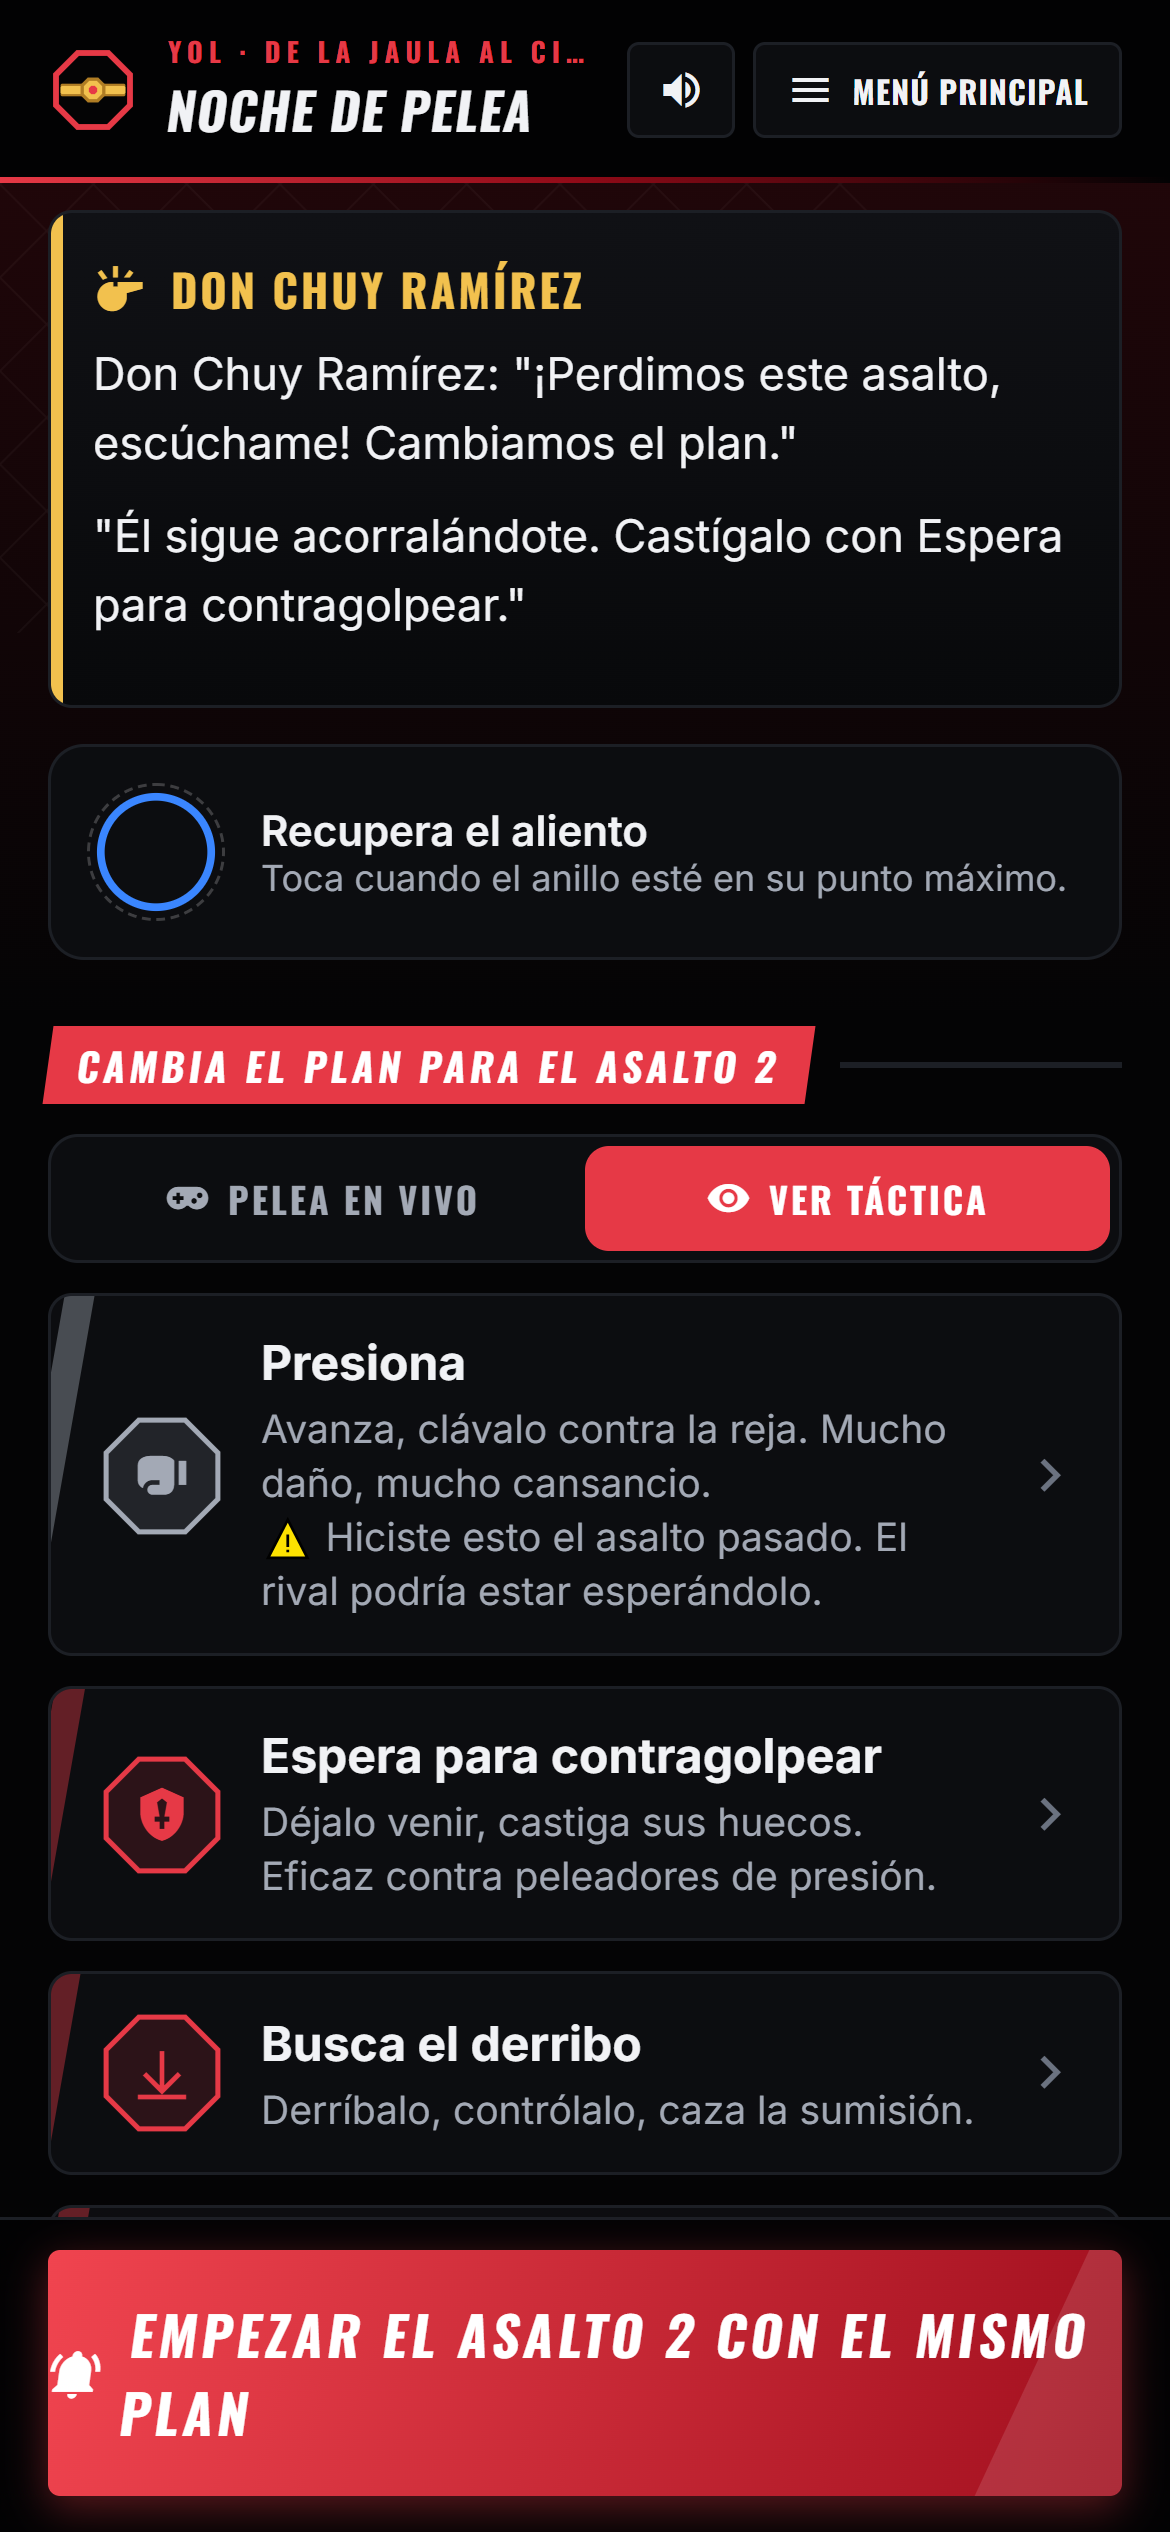 YOL · DE LA JAULA AL CI…
NOCHE DE PELEA
MENÚ PRINCIPAL
DON CHUY RAMÍREZ
Don Chuy Ramírez: "¡Perdimos este asalto,
escúchame! Cambiamos el plan."
"Él sigue acorralándote. Castígalo con Espera
para contragolpear."
Recupera el aliento
Toca cuando el anillo esté en su punto máximo.
CAMBIA EL PLAN PARA EL ASALTO 2
PELEA EN VIVO
VER TÁCTICA
Presiona
Avanza, clávalo contra la reja. Mucho
daño, mucho cansancio.
⚠️ Hiciste esto el asalto pasado. El
rival podría estar esperándolo.
Espera para contragolpear
Déjalo venir, castiga sus huecos.
Eficaz contra peleadores de presión.
Busca el derribo
Derríbalo, contrólalo, caza la sumisión.
EMPEZAR EL ASALTO 2 CON EL MISMO
PLAN